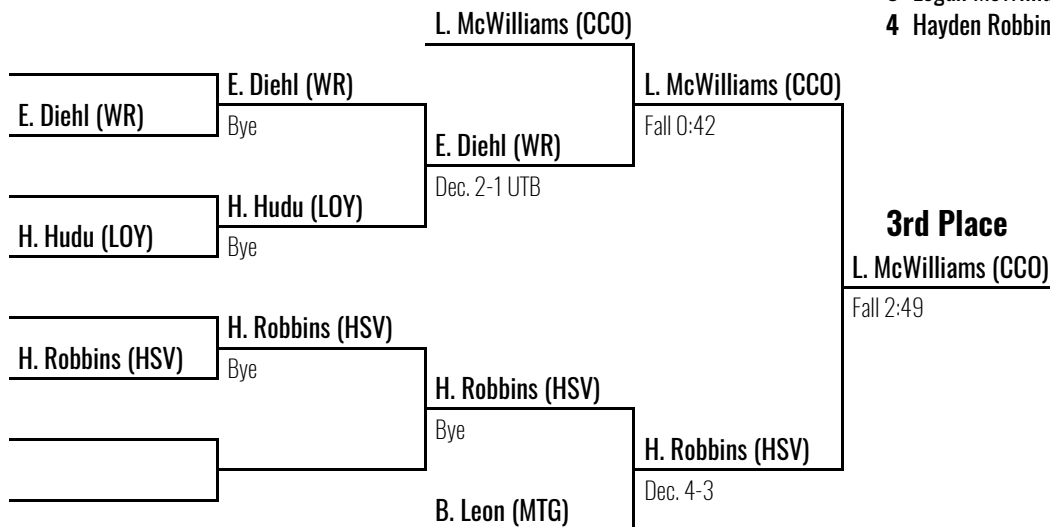 L. McWilliams (CCO)
4 Hayden Robbin
E. Diehl (WR)
E. Diehl (WR)
Bye
L. McWilliams (CCO)
Fall 0:42
E. Diehl (WR)
Dec. 2-1 UTB
H. Hudu (LOY)
H. Hudu (LOY)
Bye
3rd Place
L. McWilliams (CCO)
Fall 2:49
H. Robbins (HSV)
H. Robbins (HSV)
Bye
H. Robbins (HSV)
Bye
H. Robbins (HSV)
Dec. 4-3
B. Leon (MTG)